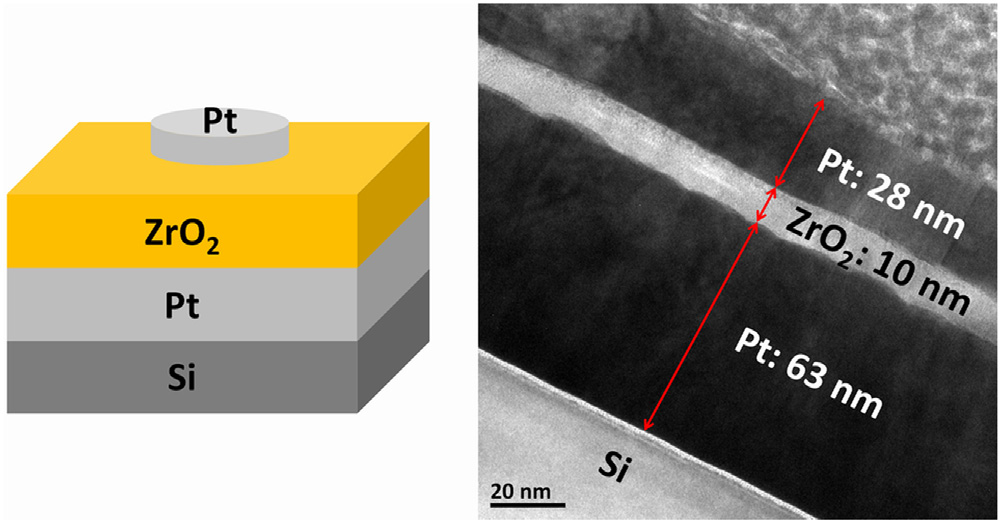 Pt
ZrO₂
Pt
Si
Pt: 28 nm
ZrO₂: 10 nm
Pt: 63 nm
Si
20 nm